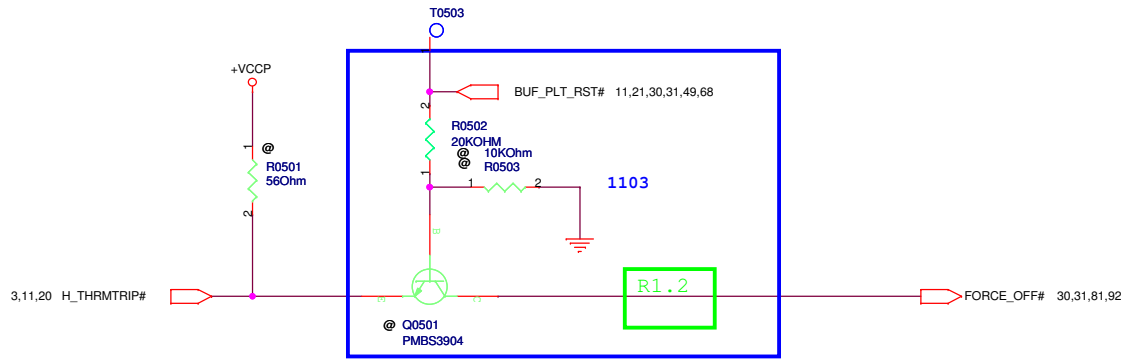 T0503
1
+VCCP
BUF_PLT_RST# 11,21,30,31,49,68
2
R0502
20KOHM
1
@
@ 10KOhm
@ R0503
R0501
56Ohm
1
1
2
1103
2
R1.2
3,11,20 H_THRMTRIP#
FORCE_OFF# 30,31,81,92
B
@ Q0501
PMBS3904